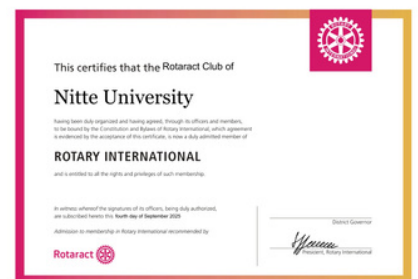 This certifies that the Rotaract Club of
Nitte University
having been duly organized and having agreed, through its officers and members,
to be bound by the Constitution and Bylaws of Rotary International, which agreement
is evidenced by the acceptance of this certificate, is now a duly admitted member of
ROTARY INTERNATIONAL
and is entitled to all the rights and privileges of such membership.
In witness whereof the signatures of its officers, being duly authorized,
are subscribed hereto this fourth day of September 2025
Admission to membership in Rotary International recommended by
District Governor
President, Rotary International
Rotaract